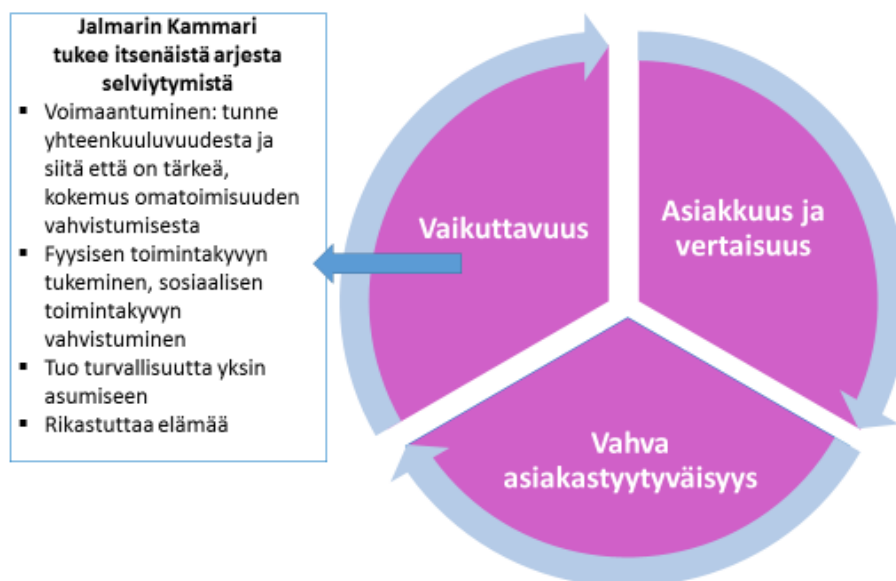 Jalmarin Kammari
tukee itsenäistä arjesta
selviytymistä
▪ Voimaantuminen: tunne
yhteenkuuluvuudesta ja
siitä että on tärkeä,
kokemus omatoimisuuden
vahvistumisesta
▪ Fyysisen toimintakyvyn
tukeminen, sosiaalisen
toimintakyvyn
vahvistuminen
▪ Tuo turvallisuutta yksin
asumiseen
▪ Rikastuttaa elämää
Vaikuttavuus
Asiakkuus ja
vertaisuus
Vahva
asiakastyytyväisyys